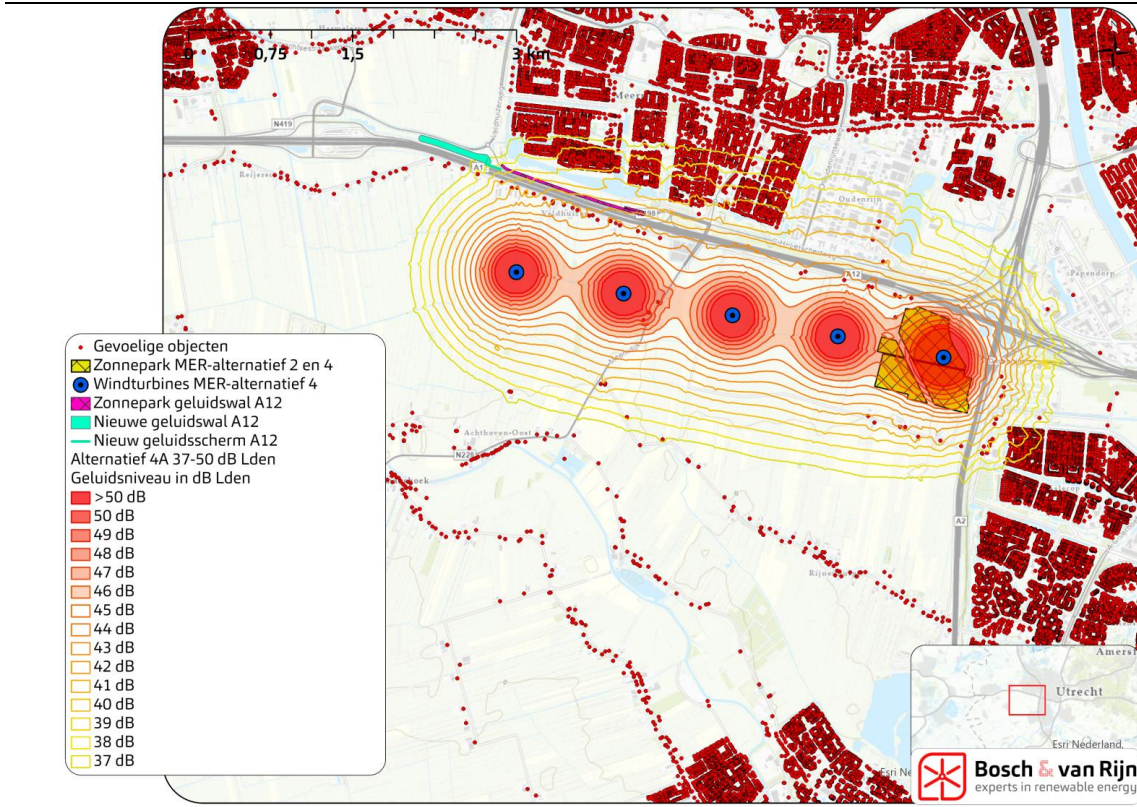 0 0,75 1,5 3 km
N419
Meer
A12
Oudenrijn
Papendorp
A12
Achthoven-Oost
N228
A2
Gevoelige objecten
Zonnepark MER-alternatief 2 en 4
Windturbines MER-alternatief 4
Zonnepark geluidswal A12
Nieuwe geluidswal A12
Nieuw geluidsscherm A12
Alternatief 4A 37-50 dB Lden
Geluidsniveau in dB Lden
>50 dB
50 dB
49 dB
48 dB
47 dB
46 dB
45 dB
44 dB
43 dB
42 dB
41 dB
40 dB
39 dB
38 dB
37 dB
Amersf
Utrecht
Esri Nederland,
Esri Ne
Bosch & van Rijn
experts in renewable energy